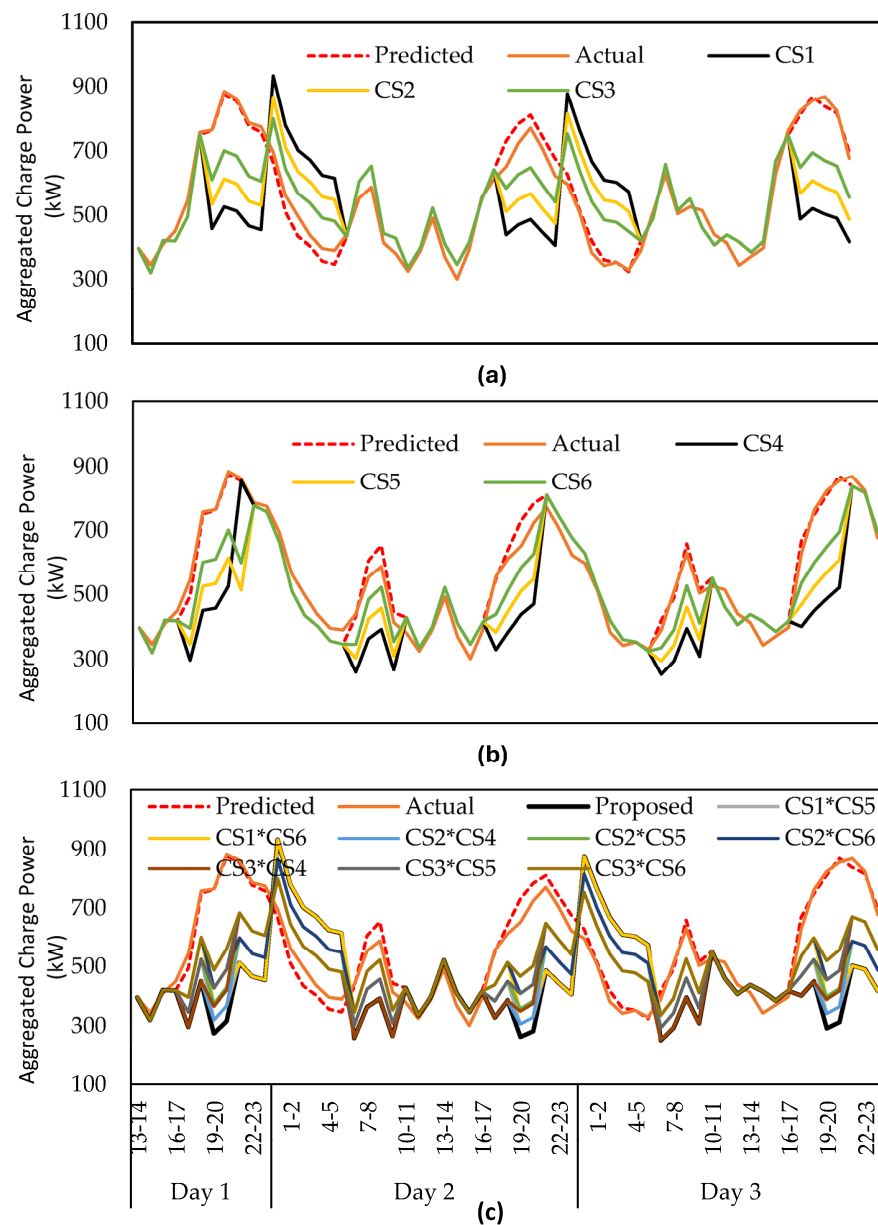 1100
900
700
500
300
100
Aggregated Charge Power
(kW)
Predicted Actual CS1
CS2 CS3
(a)
1100
900
700
500
300
100
Aggregated Charge Power
(kW)
Predicted Actual CS4
CS5 CS6
(b)
1100
900
700
500
300
100
Aggregated Charge Power
(kW)
Predicted Actual Proposed CS1*CS5
CS1*CS6 CS2*CS4 CS2*CS5 CS2*CS6
CS3*CS4 CS3*CS5 CS3*CS6
13-14 16-17 19-20 22-23 1-2 4-5 7-8 10-11 13-14 16-17 19-20 22-23 1-2 4-5 7-8 10-11 13-14 16-17 19-20 22-23
Day 1 Day 2 Day 3
(c)